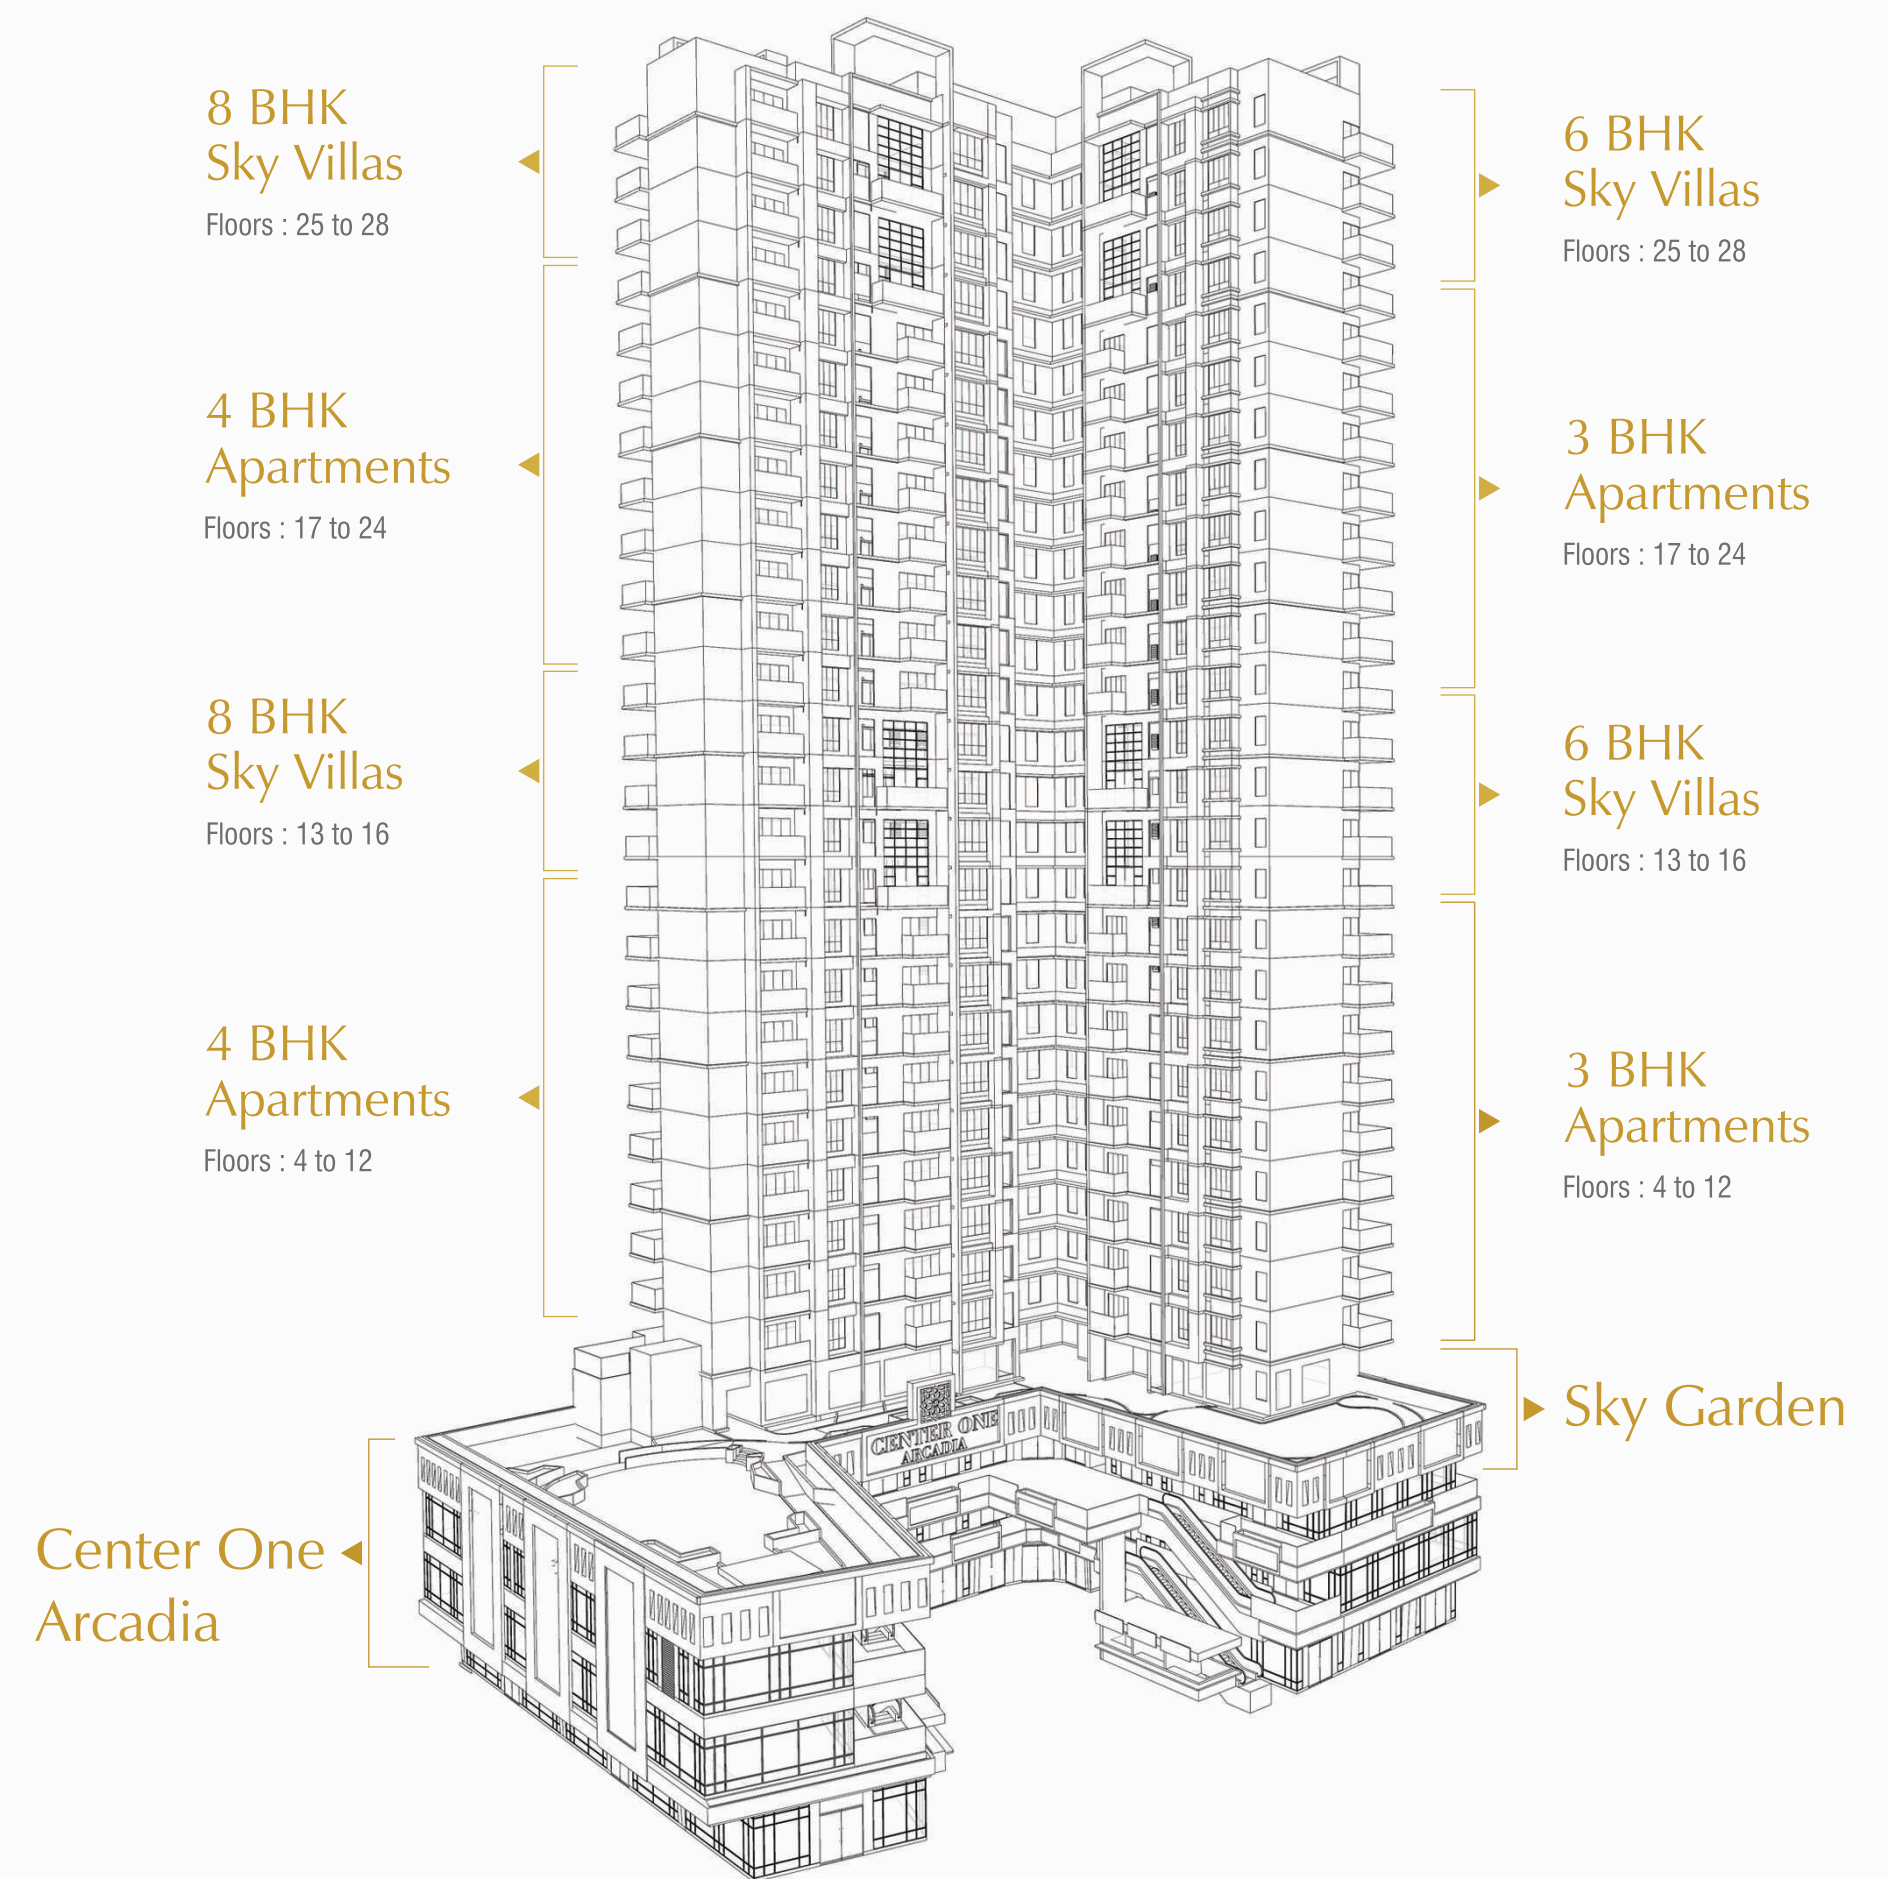 8 BHK
Sky Villas
Floors : 25 to 28
4 BHK
Apartments
Floors : 17 to 24
8 BHK
Sky Villas
Floors : 13 to 16
4 BHK
Apartments
Floors : 4 to 12
Center One
Arcadia
CENTER ONE
ARCADIA
6 BHK
Sky Villas
Floors : 25 to 28
3 BHK
Apartments
Floors : 17 to 24
6 BHK
Sky Villas
Floors : 13 to 16
3 BHK
Apartments
Floors : 4 to 12
Sky Garden